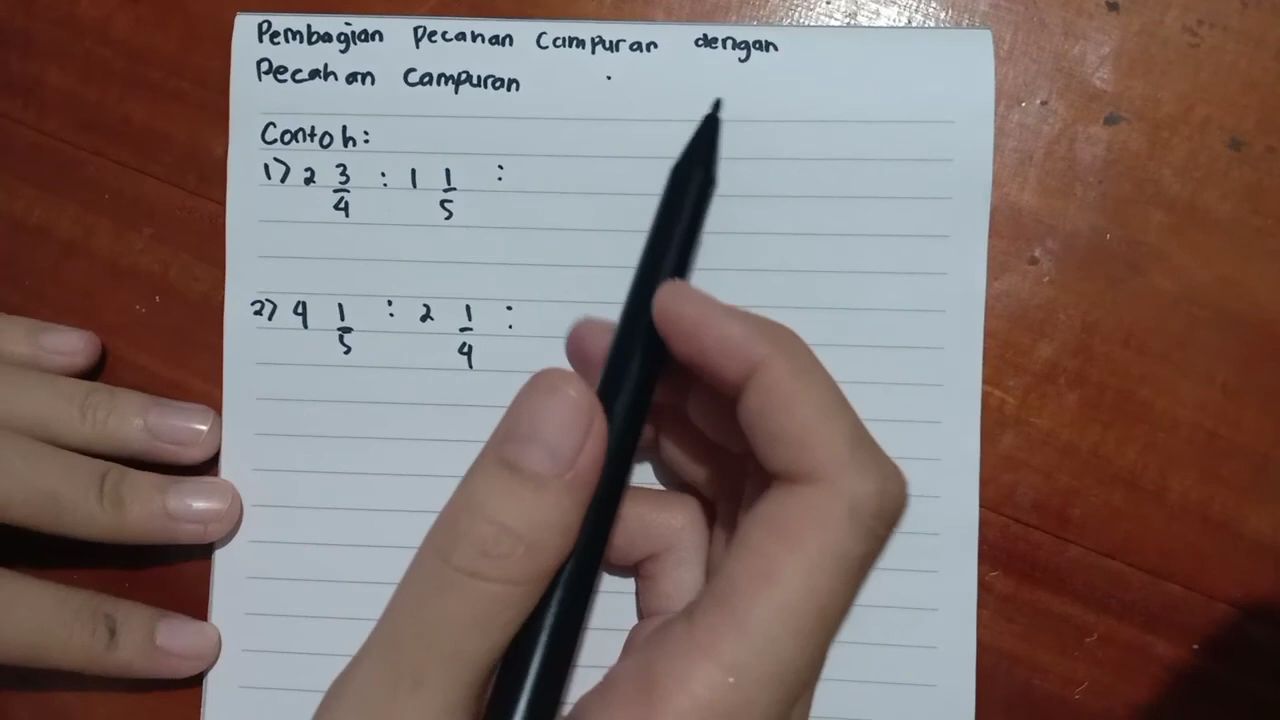 Pembagian Pecahan Campuran dengan
Pecahan Campuran
Contoh:
1) 2 3/4 : 1 1/5 :
2) 4 1/5 : 2 1/4 :